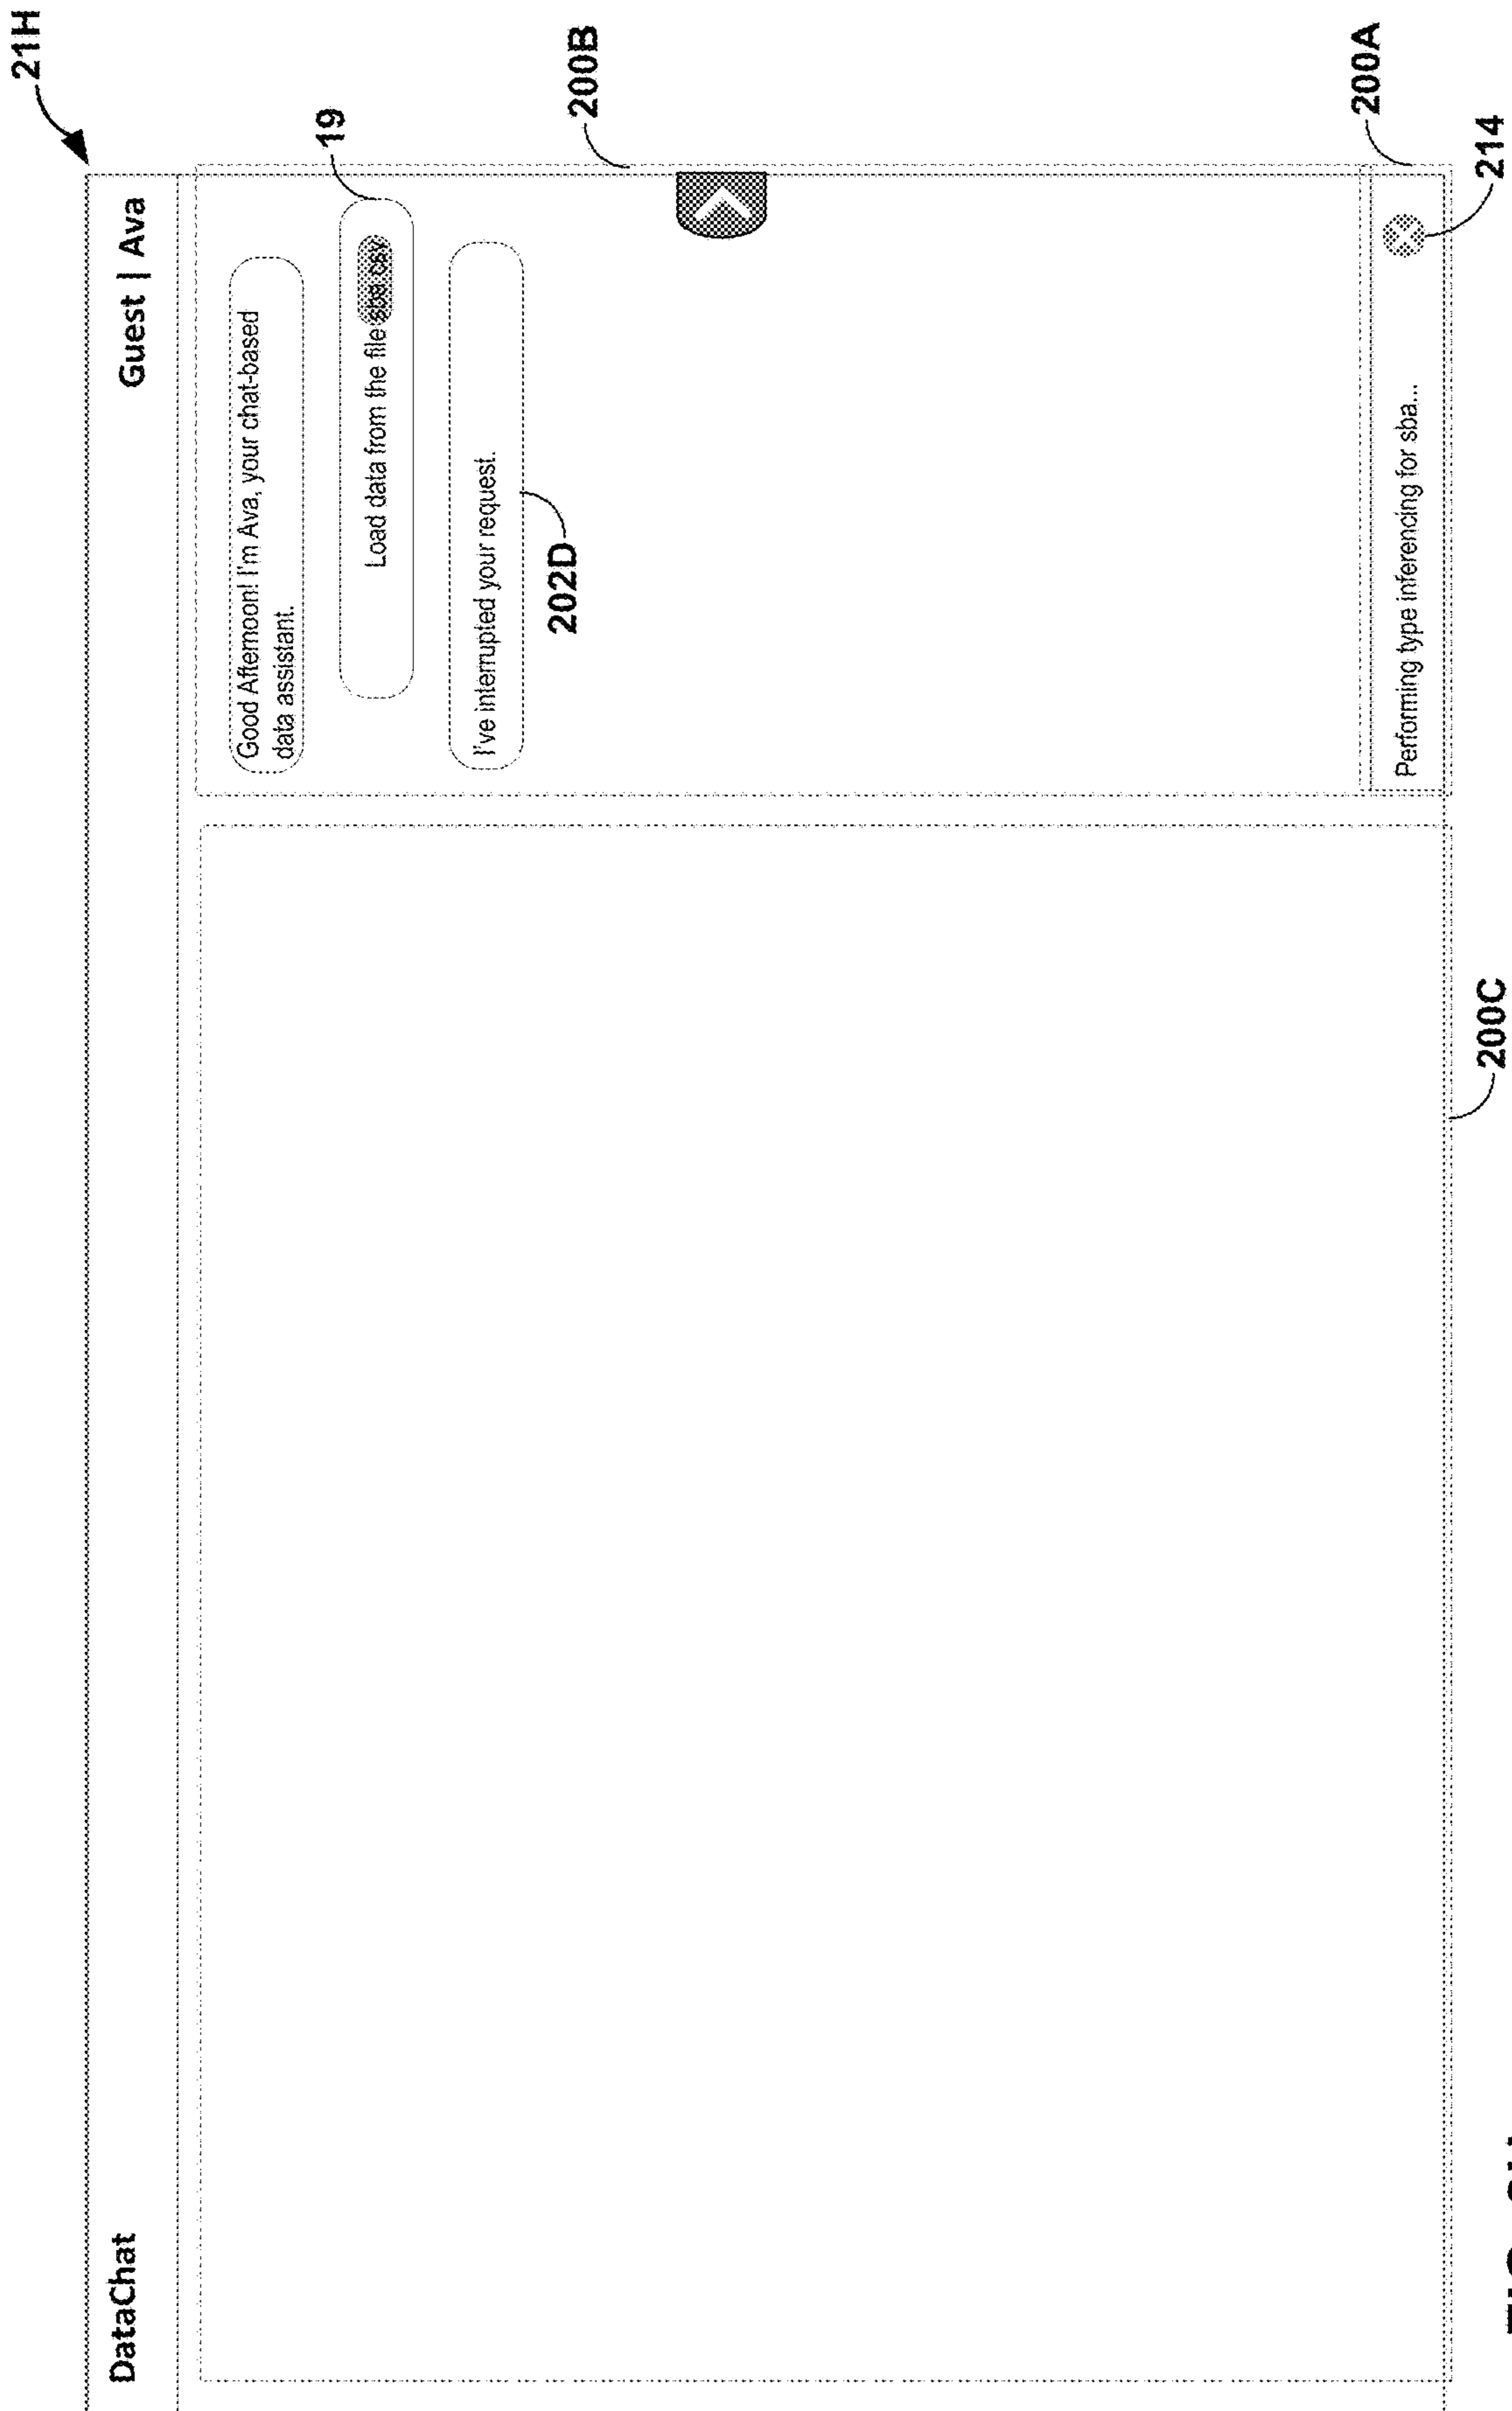 21H
DataChat
Guest | Ava
Good Afternoon! I'm Ava, your chat-based
data assistant.
19
Load data from the file sba.csv
I've interrupted your request.
202D
200B
Performing type inferencing for sba...
200A
214
200C